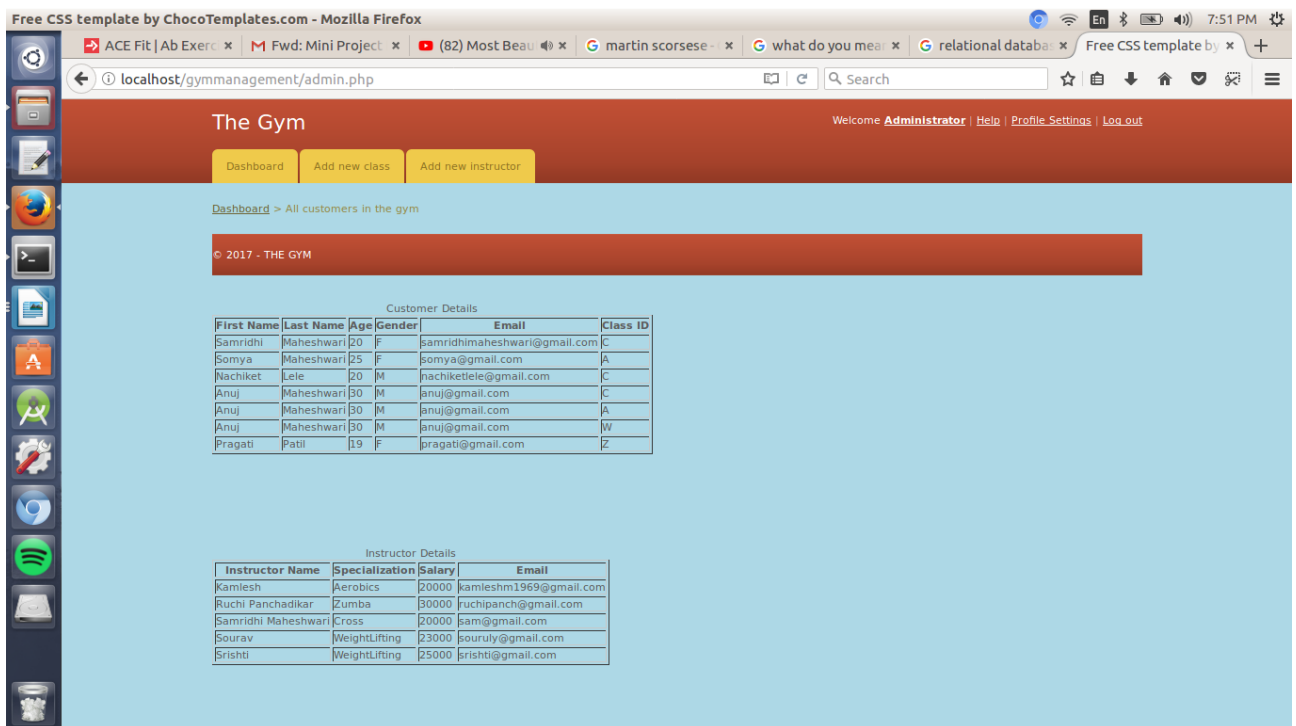 Free CSS template by ChocoTemplates.com - Mozilla Firefox
En 7:51 PM
ACE Fit | Ab Exerc
Fwd: Mini Project
(82) Most Beau
martin scorsese -
what do you mean
relational databa
Free CSS template by
localhost/gymmanagement/admin.php
Search
The Gym
Welcome Administrator | Help | Profile Settings | Log out
Dashboard Add new class Add new instructor
Dashboard > All customers in the gym
© 2017 - THE GYM
Customer Details
First Name Last Name Age Gender Email Class ID
Samridhi Maheshwari 20 F samridhimaheshwari@gmail.com C
Somya Maheshwari 25 F somya@gmail.com A
Nachiket Lele 20 M nachiketlele@gmail.com C
Anuj Maheshwari 30 M anuj@gmail.com C
Anuj Maheshwari 30 M anuj@gmail.com A
Anuj Maheshwari 30 M anuj@gmail.com W
Pragati Patil 19 F pragati@gmail.com Z
Instructor Details
Instructor Name Specialization Salary Email
Kamlesh Aerobics 20000 kamleshm1969@gmail.com
Ruchi Panchadikar Zumba 30000 ruchipanch@gmail.com
Samridhi Maheshwari Cross 20000 sam@gmail.com
Sourav WeightLifting 23000 souruly@gmail.com
Srishti WeightLifting 25000 srishti@gmail.com